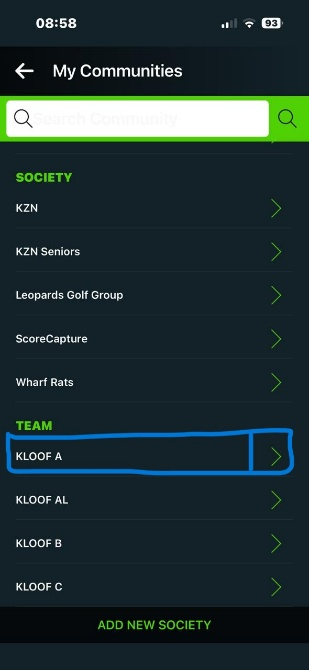 08:58
93
My Communities
Search Community
SOCIETY
KZN
KZN Seniors
Leopards Golf Group
ScoreCapture
Wharf Rats
TEAM
KLOOF A
KLOOF AL
KLOOF B
KLOOF C
ADD NEW SOCIETY